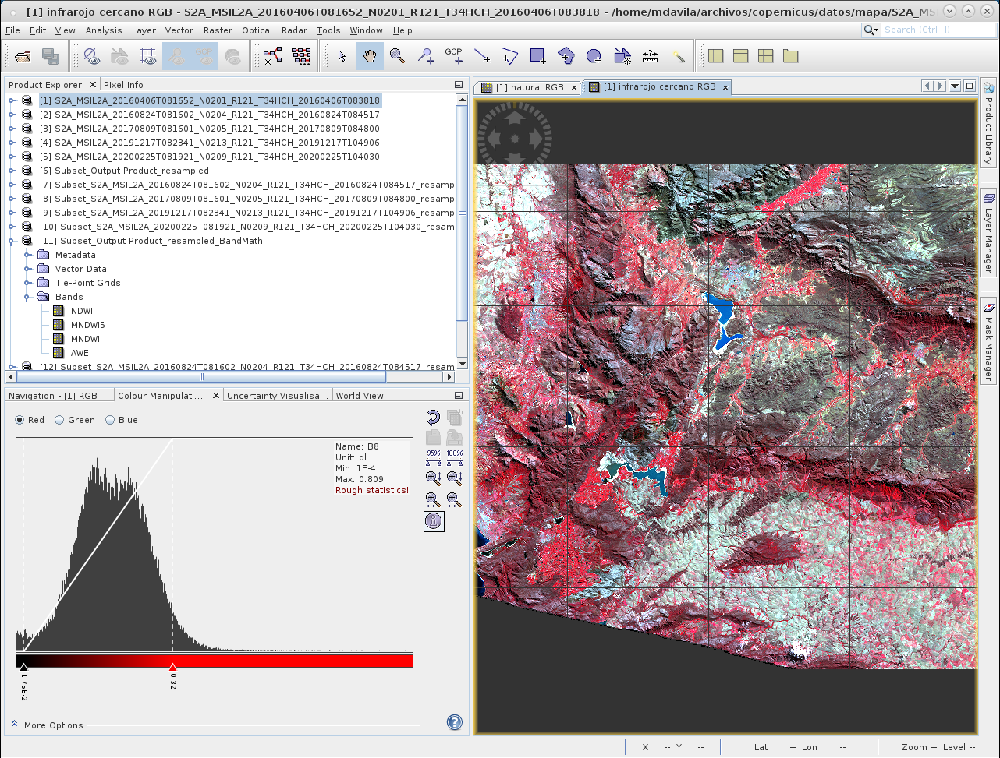 [1] infrarojo cercano RGB - S2A_MSIL2A_20160406T081652_N0201_R121_T34HCH_20160406T083818 - /home/mdavila/archivos/copernicus/datos/mapa/S2A_MS
File Edit View Analysis Layer Vector Raster Optical Radar Tools Window Help
Search (Ctrl+I)
GCP
GCP
Product Explorer
Pixel Info
[1] S2A_MSIL2A_20160406T081652_N0201_R121_T34HCH_20160406T083818
[2] S2A_MSIL2A_20160824T081602_N0204_R121_T34HCH_20160824T084517
[3] S2A_MSIL2A_20170809T081601_N0205_R121_T34HCH_20170809T084800
[4] S2A_MSIL2A_20191217T082341_N0213_R121_T34HCH_20191217T104906
[5] S2A_MSIL2A_20200225T081921_N0209_R121_T34HCH_20200225T104030
[6] Subset_Output Product_resampled
[7] Subset_S2A_MSIL2A_20160824T081602_N0204_R121_T34HCH_20160824T084517_resamp
[8] Subset_S2A_MSIL2A_20170809T081601_N0205_R121_T34HCH_20170809T084800_resamp
[9] Subset_S2A_MSIL2A_20191217T082341_N0213_R121_T34HCH_20191217T104906_resamp
[10] Subset_S2A_MSIL2A_20200225T081921_N0209_R121_T34HCH_20200225T104030_resam
[11] Subset_Output Product_resampled_BandMath
Metadata
Vector Data
Tie-Point Grids
Bands
NDWI
MNDWI5
MNDWI
AWEI
[12] Subset_S2A_MSIL2A_20160824T081602_N0204_R121_T34HCH_20160824T084517_resam
Navigation - [1] RGB
Colour Manipulati...
Uncertainty Visualisa...
World View
Red Green Blue
Name: B8
Unit: dl
Min: 1E-4
Max: 0.809
Rough statistics!
95% 100%
1.75E-2
0.32
More Options
[1] natural RGB
[1] infrarojo cercano RGB
Product Library
Layer Manager
Mask Manager
X -- Y -- Lat -- Lon -- Zoom -- Level --